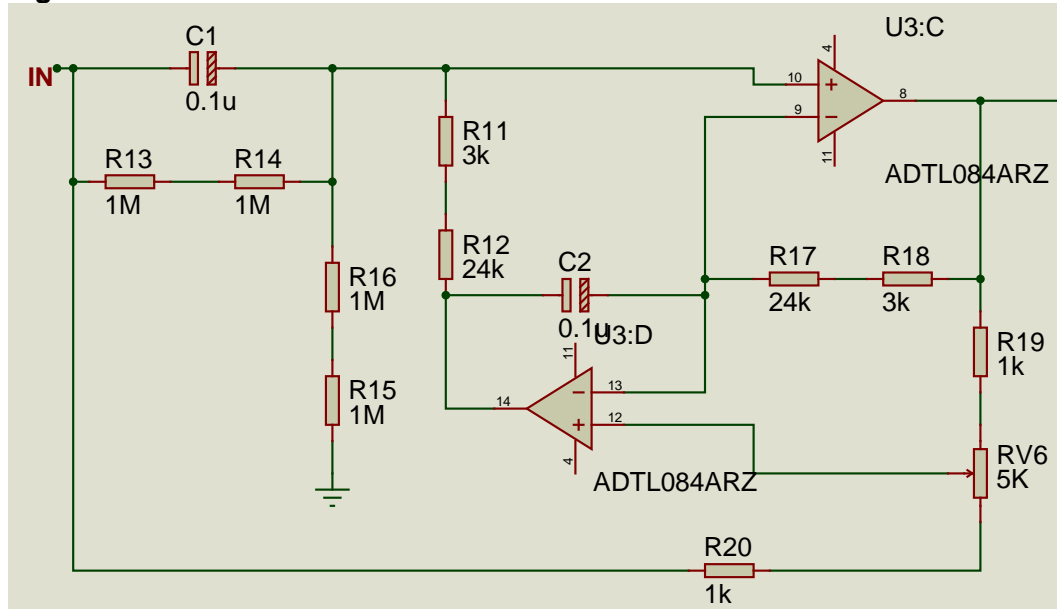 U3:C
C1
IN
0.1u
4
10
9
8
11
R11
3k
ADTL084ARZ
R13
1M
R14
1M
R12
24k
C2
R17
24k
R18
3k
R16
1M
0.1u
U3:D
R19
1k
11
R15
1M
14
13
12
4
ADTL084ARZ
RV6
5K
R20
1k